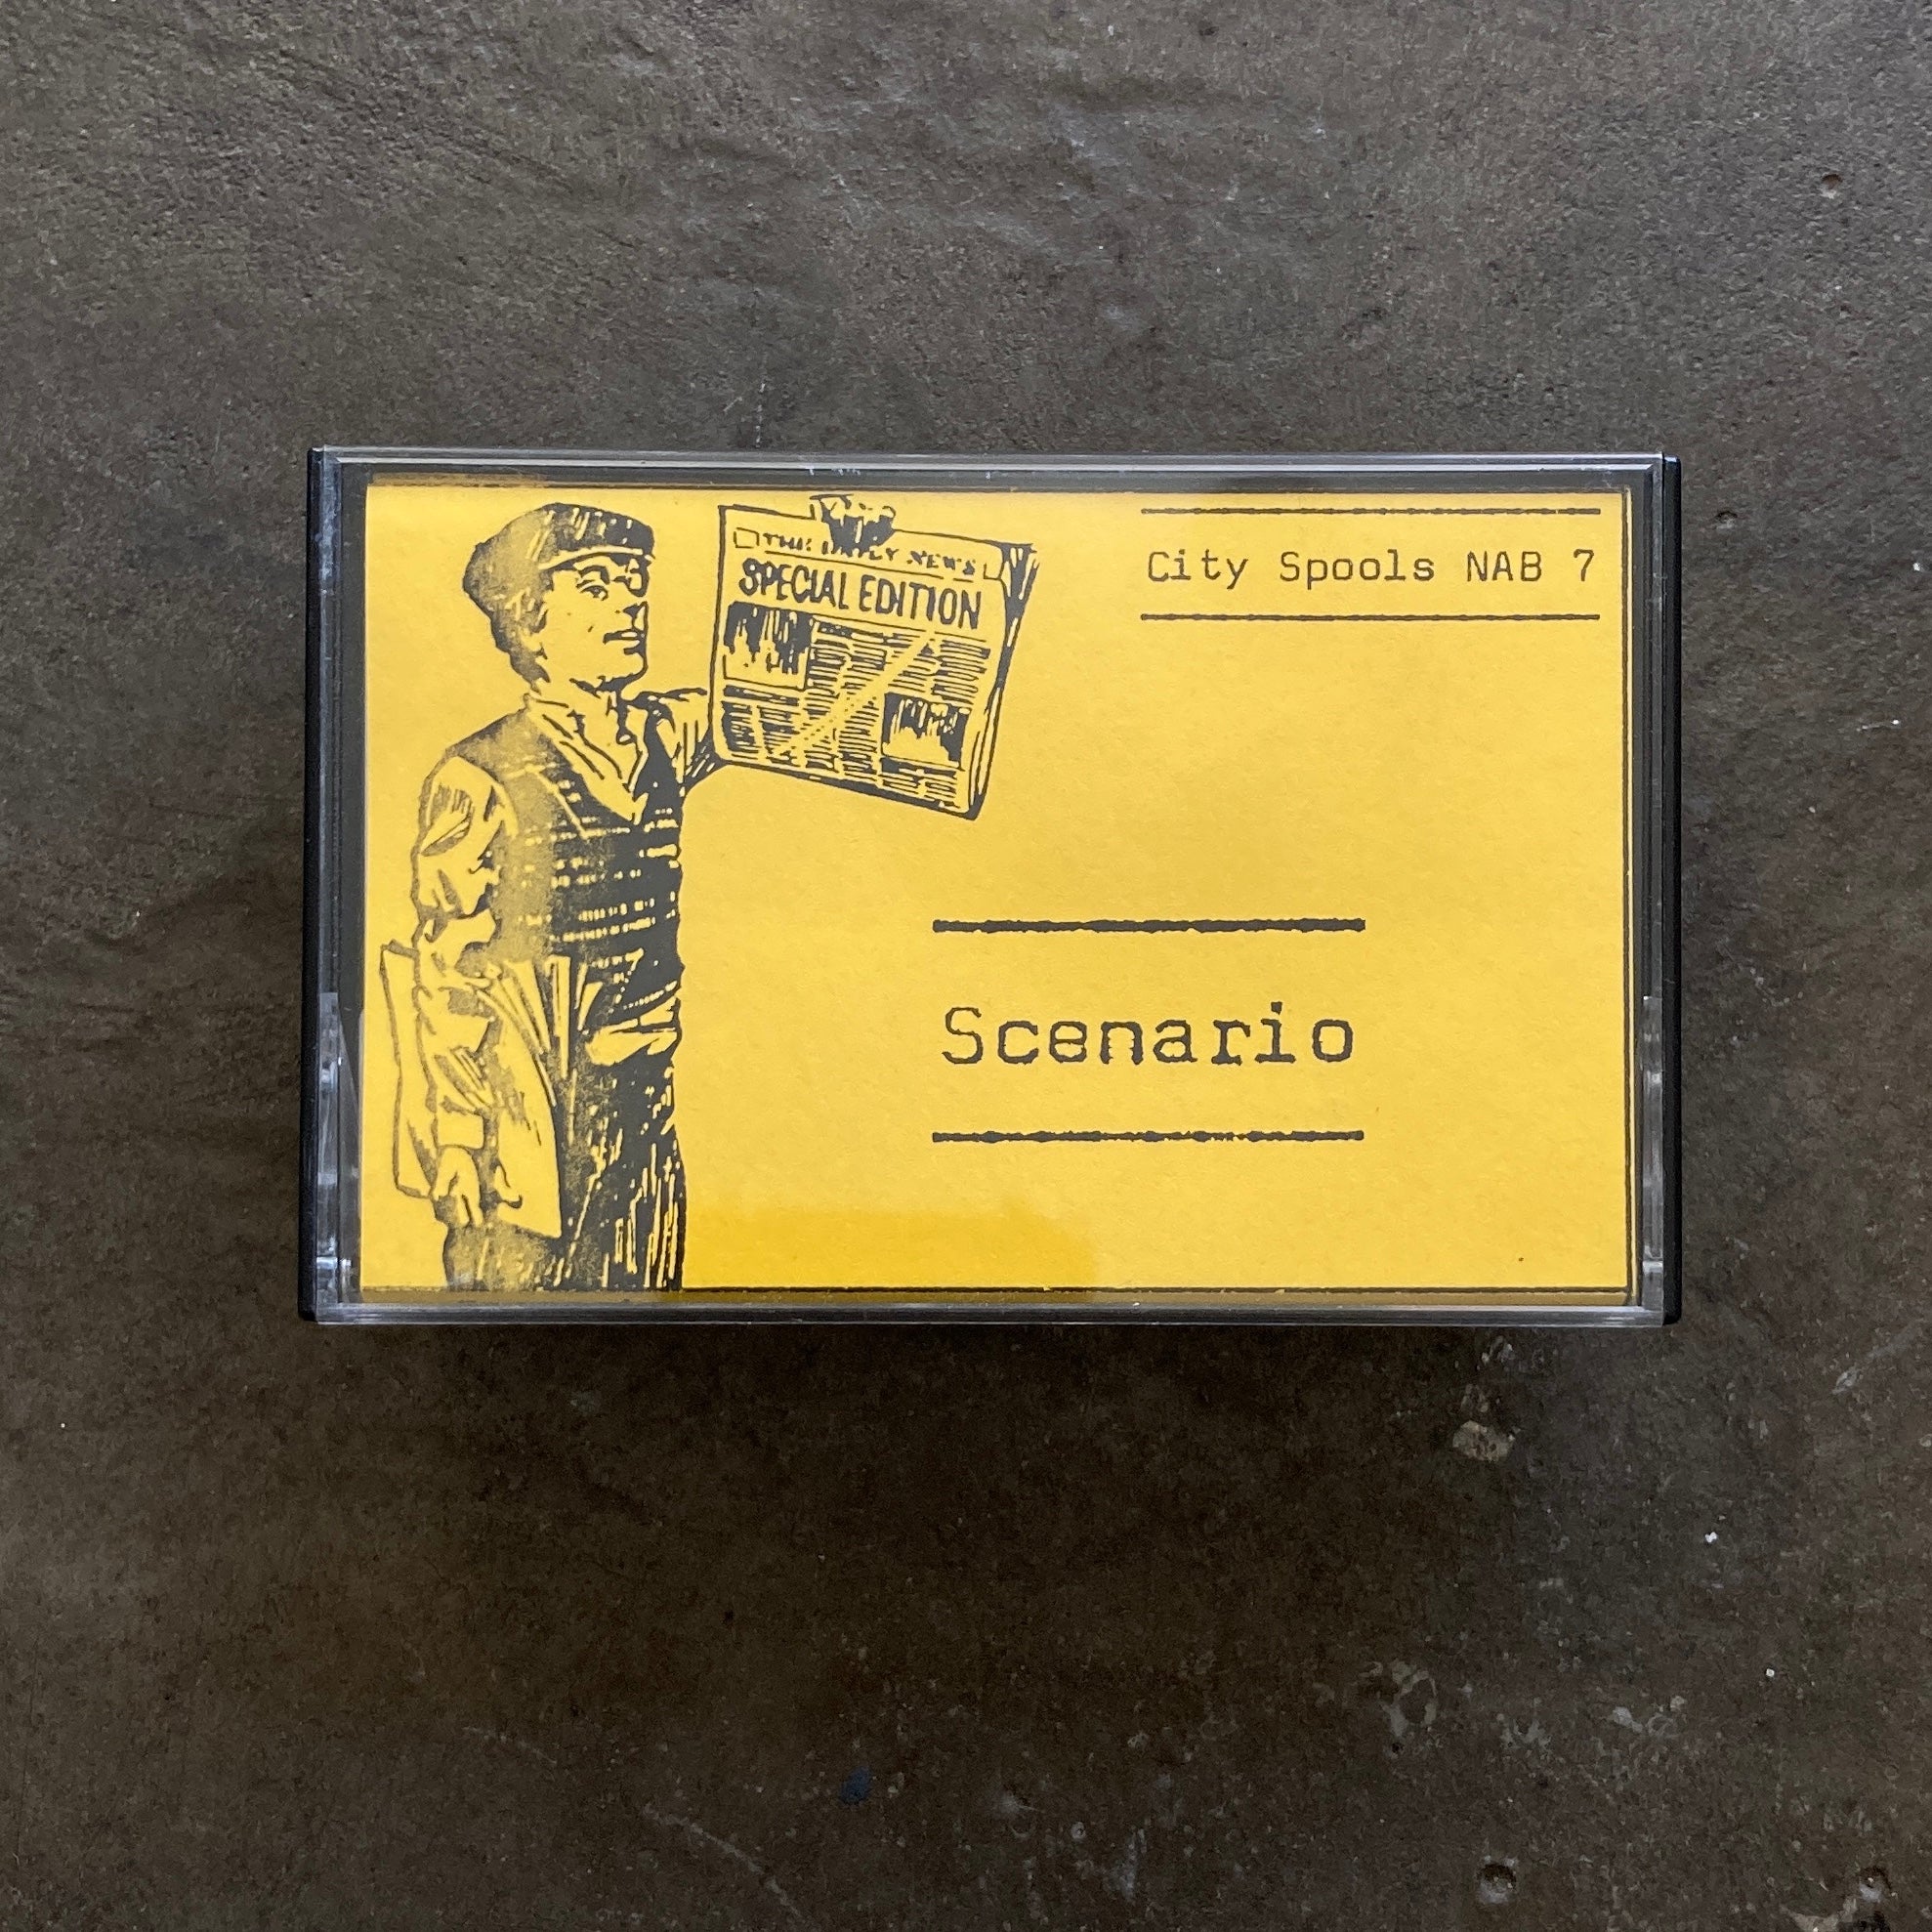 THE DAILY NEWS
SPECIAL EDITION
City Spools NAB 7
Scenario